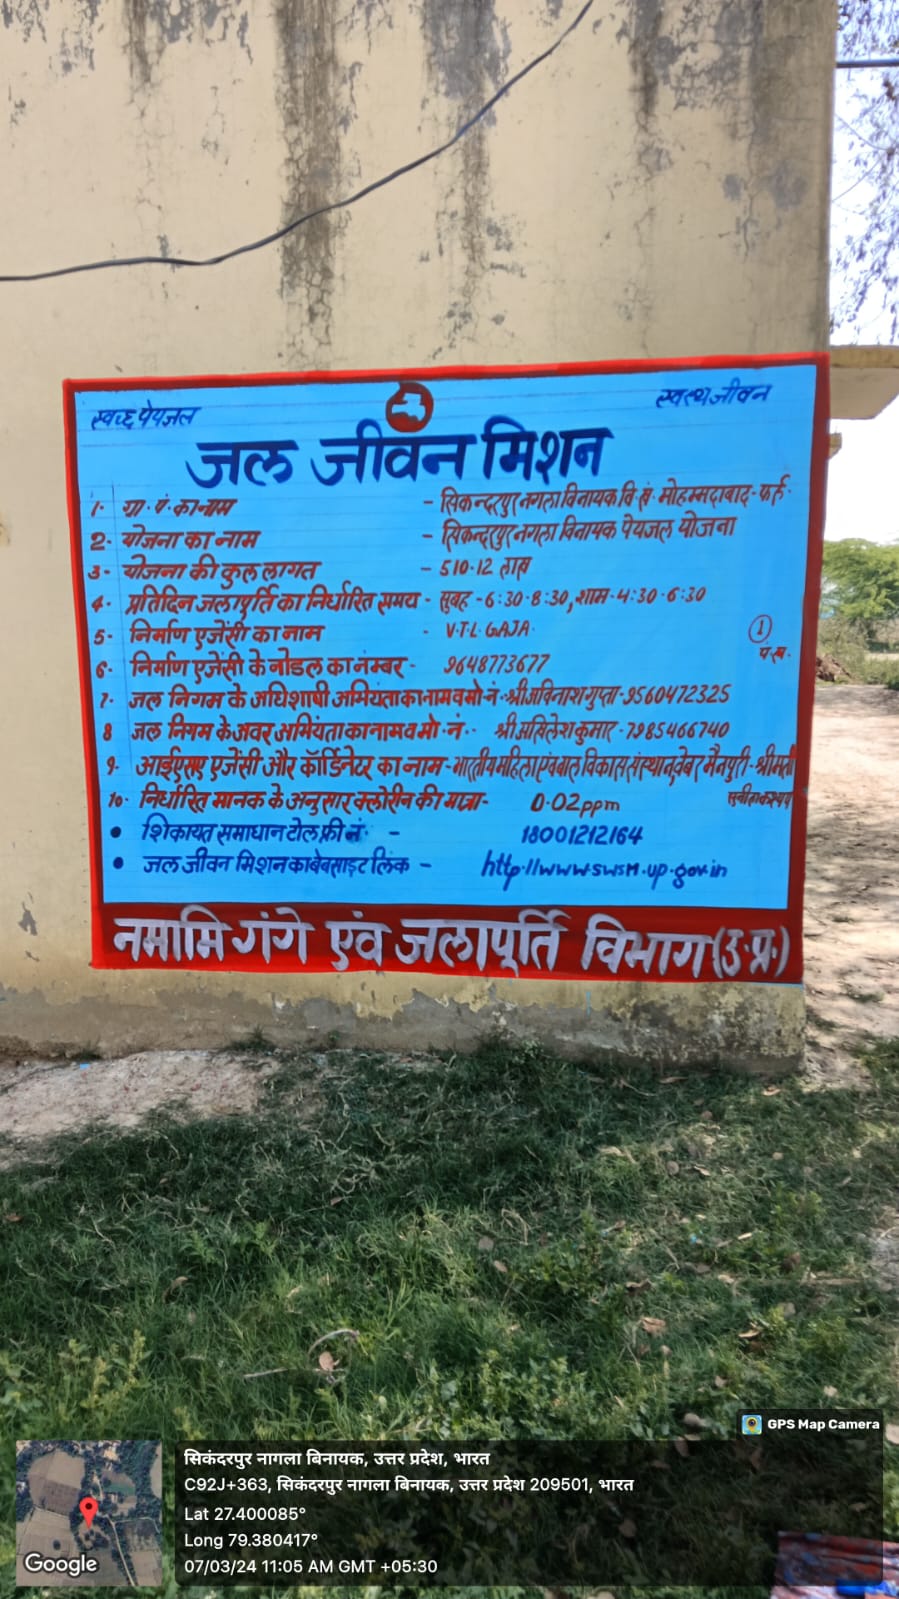 स्वच्छ पेयजल
स्वस्थ जीवन
जल जीवन मिशन
1· ग्रा॰ पं॰ का नाम - सिकन्दरपुर नगला विनायक वि॰ ख॰ मोहम्मदाबाद - फर्रु॰
2· योजना का नाम - सिकन्दरपुर नगला विनायक पेयजल योजना
3· योजना की कुल लागत - 510·12 लाख
4· प्रतिदिन जलापूर्ति का निर्धारित समय - सुबह - 6:30-8:30, शाम - 4:30-6:30
5· निर्माण एजेंसी का नाम - V·T·L GAJA·
6· निर्माण एजेंसी के नोडल का नम्बर - 9648773677
7· जल निगम के अधिशाषी अभियंता का नाम व मो॰ नं॰ - श्री अविनाश गुप्ता - 9560472325
8 जल निगम के अवर अभियंता का नाम व मो॰ नं॰ - श्री अखिलेश कुमार - 7985466740
9· आईएसए एजेंसी और कॉर्डिनेटर का नाम - भारतीय महिला एंव बाल विकास संस्थान, वेबर मैनपुरी - श्रीमती सुनीता कश्यप
10· निर्धारित मानक के अनुसार क्लोरीन की मात्रा - 0·02 ppm
• शिकायत समाधान टोल फ्री नं॰ - 18001212164
• जल जीवन मिशन का बेबसाइट लिंक - http·//www·swsm·up·gov·in
1
पं॰ ख॰
नमामि गंगे एंव जलापूर्ति विभाग (उ॰प्र॰)
GPS Map Camera
सिकंदरपुर नागला बिनायक, उत्तर प्रदेश, भारत
C92J+363, सिकंदरपुर नागला बिनायक, उत्तर प्रदेश 209501, भारत
Lat 27.400085°
Long 79.380417°
07/03/24 11:05 AM GMT +05:30
Google